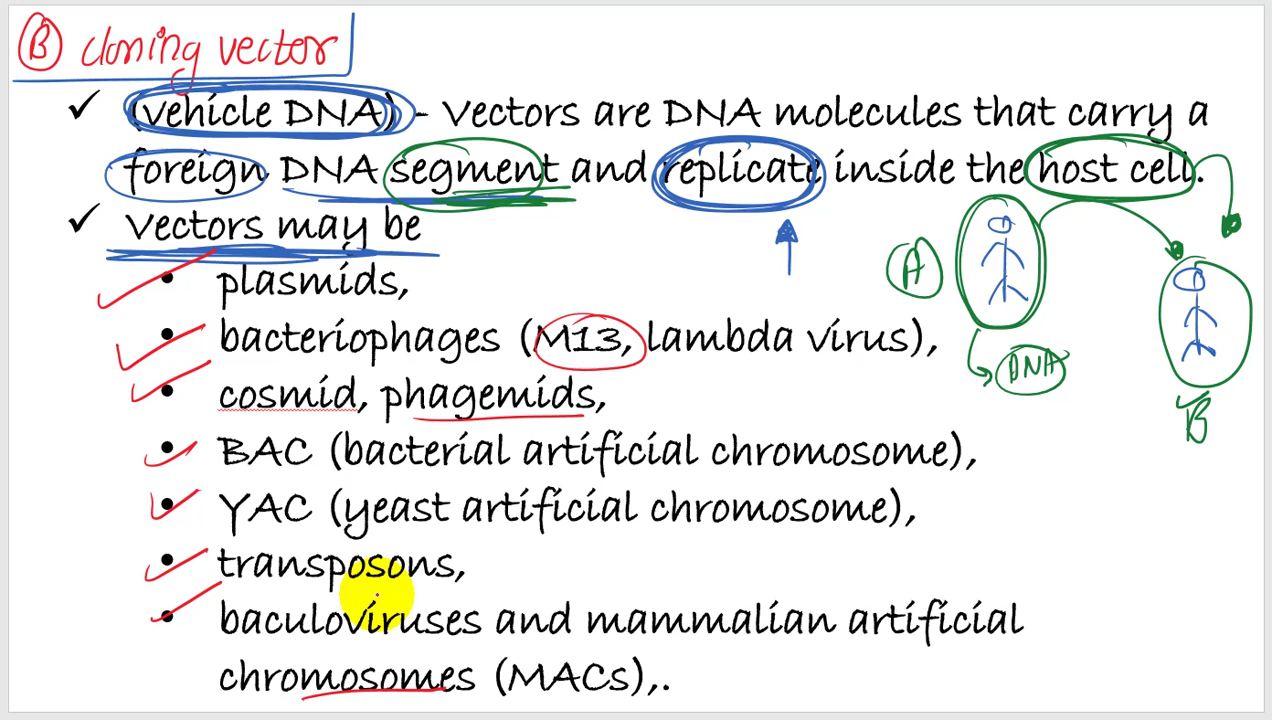 B cloning vector
✓ (vehicle DNA) - Vectors are DNA molecules that carry a
foreign DNA segment and replicate inside the host cell.
✓ Vectors may be
• plasmids,
• bacteriophages (M13, lambda virus),
• cosmid, phagemids,
• BAC (bacterial artificial chromosome),
• YAC (yeast artificial chromosome),
• transposons,
• baculoviruses and mammalian artificial
chromosomes (MACs),.
A
DNA
B